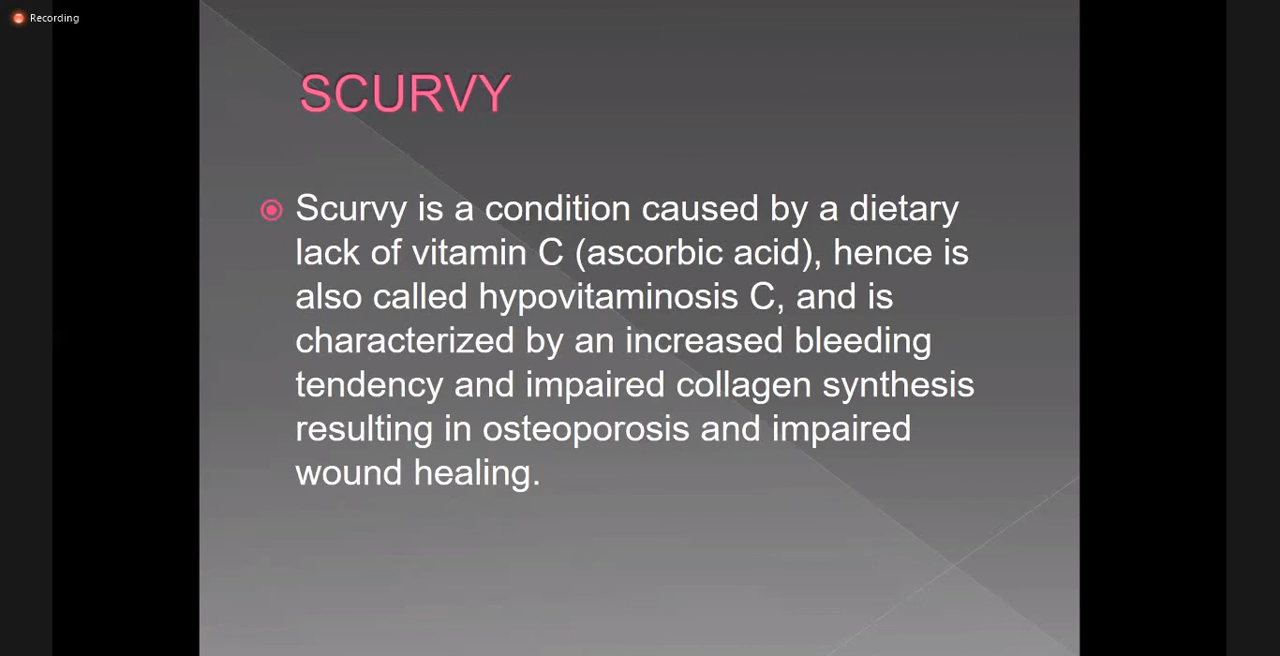 Recording
SCURVY
Scurvy is a condition caused by a dietary
lack of vitamin C (ascorbic acid), hence is
also called hypovitaminosis C, and is
characterized by an increased bleeding
tendency and impaired collagen synthesis
resulting in osteoporosis and impaired
wound healing.